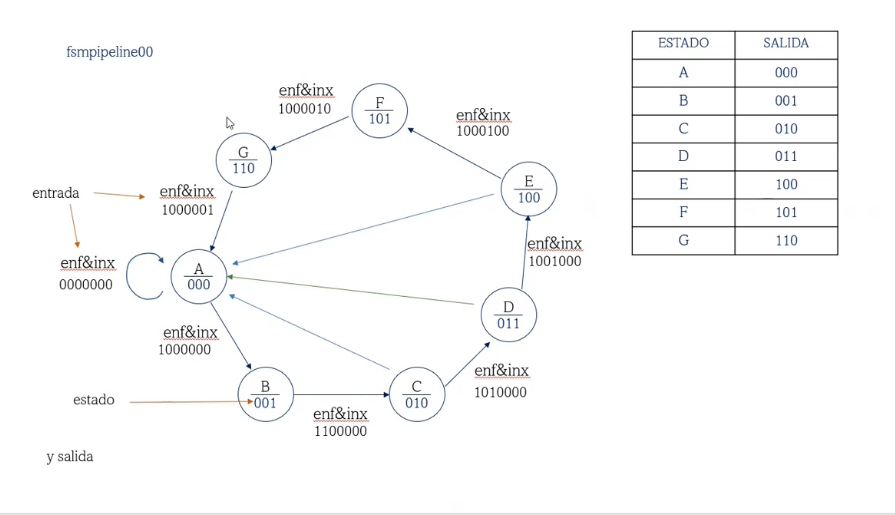 fsmpipeline00
ESTADO SALIDA
A 000
B 001
C 010
D 011
E 100
F 101
G 110
enf&inx
1000010
F
101
enf&inx
1000100
G
110
E
100
entrada
enf&inx
1000001
enf&inx
0000000
A
000
enf&inx
1001000
D
011
enf&inx
1000000
enf&inx
1010000
estado
B
001
C
010
enf&inx
1100000
y salida